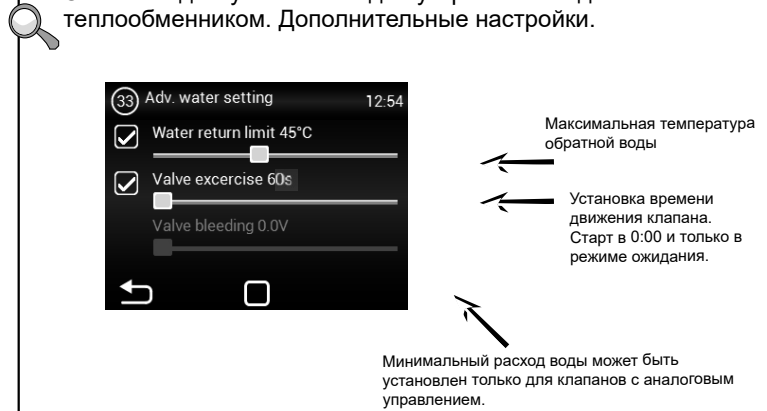 теплообменником. Дополнительные настройки.
33 Adv. water setting 12:54
Water return limit 45°C
Valve excercise 60s
Valve bleeding 0.0V
Максимальная температура
обратной воды
Установка времени
движения клапана.
Старт в 0:00 и только в
режиме ожидания.
Минимальный расход воды может быть
установлен только для клапанов с аналоговым
управлением.